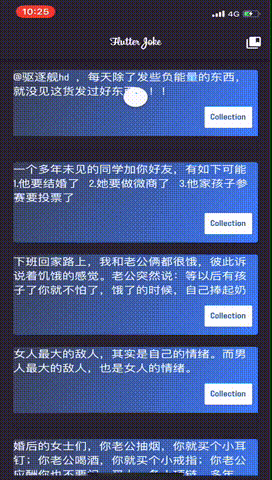 10:25
4G
Flutter Joke
@驱逐舰hd ，每天除了发些负能量的东西，
就没见这货发过好东西！！！
Collection
一个多年未见的同学加你好友，有如下可能
1.他要结婚了 2.她要做微商了 3.他家孩子参
赛要投票了
Collection
下班回家路上，我和老公俩都很饿，彼此诉
说着饥饿的感觉。老公突然说：等以后有孩
子了你就不怕了，饿了的时候，自己捧起奶
Collection
女人最大的敌人，其实是自己的情绪。而男
人最大的敌人，也是女人的情绪。
Collection
婚后的女士们，你老公抽烟，你就买个小耳
钉；你老公喝酒，你就买个小戒指；你老公